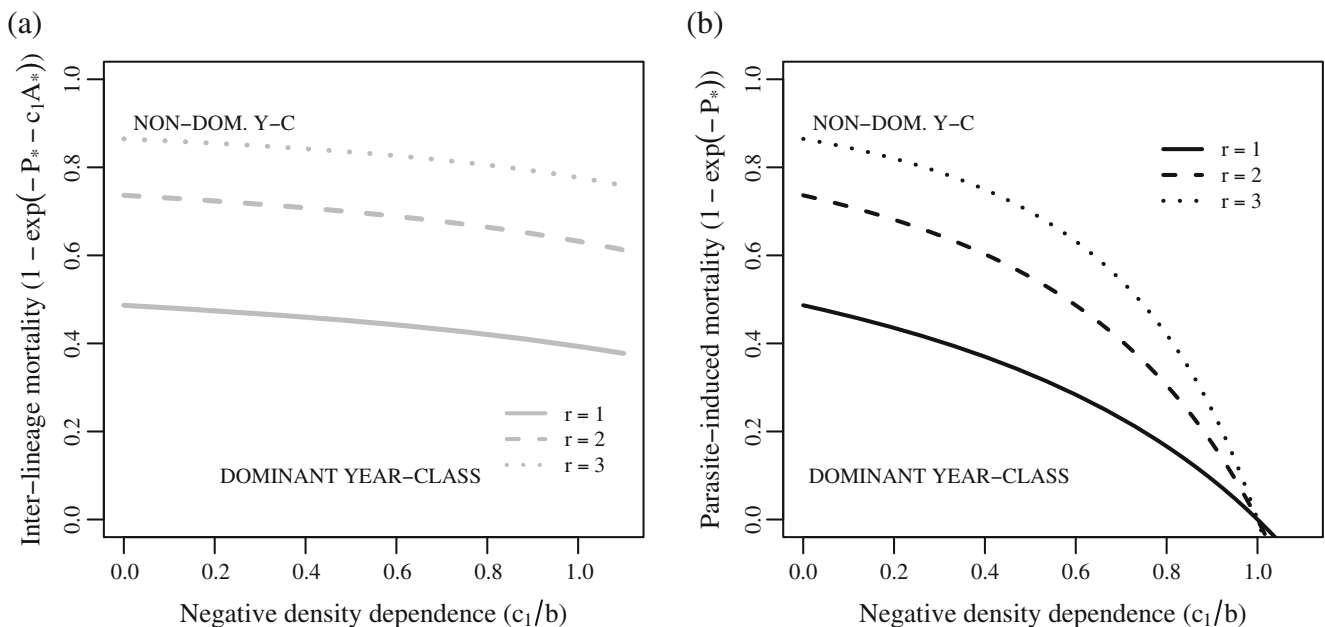 (a)
Inter−lineage mortality (1 − exp(−P* − c₁A*))
1.0
0.8
0.6
0.4
0.2
0.0
NON−DOM. Y−C
r = 1
r = 2
r = 3
DOMINANT YEAR−CLASS
0.0 0.2 0.4 0.6 0.8 1.0
Negative density dependence (c₁/b)
(b)
Parasite−induced mortality (1 − exp(−P*))
1.0
0.8
0.6
0.4
0.2
0.0
NON−DOM. Y−C
r = 1
r = 2
r = 3
DOMINANT YEAR−CLASS
0.0 0.2 0.4 0.6 0.8 1.0
Negative density dependence (c₁/b)